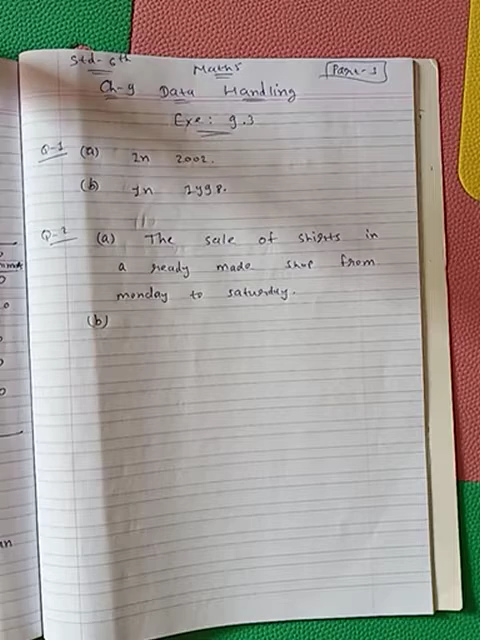 Std- 6th
Maths
Part-1
Ch-9 Data Handling
Exe: 9.3
Q-1 (a) In 2002.
(b) In 1998.
Q-2 (a) The sale of shirts in
a ready made shop from
monday to saturday.
(b)